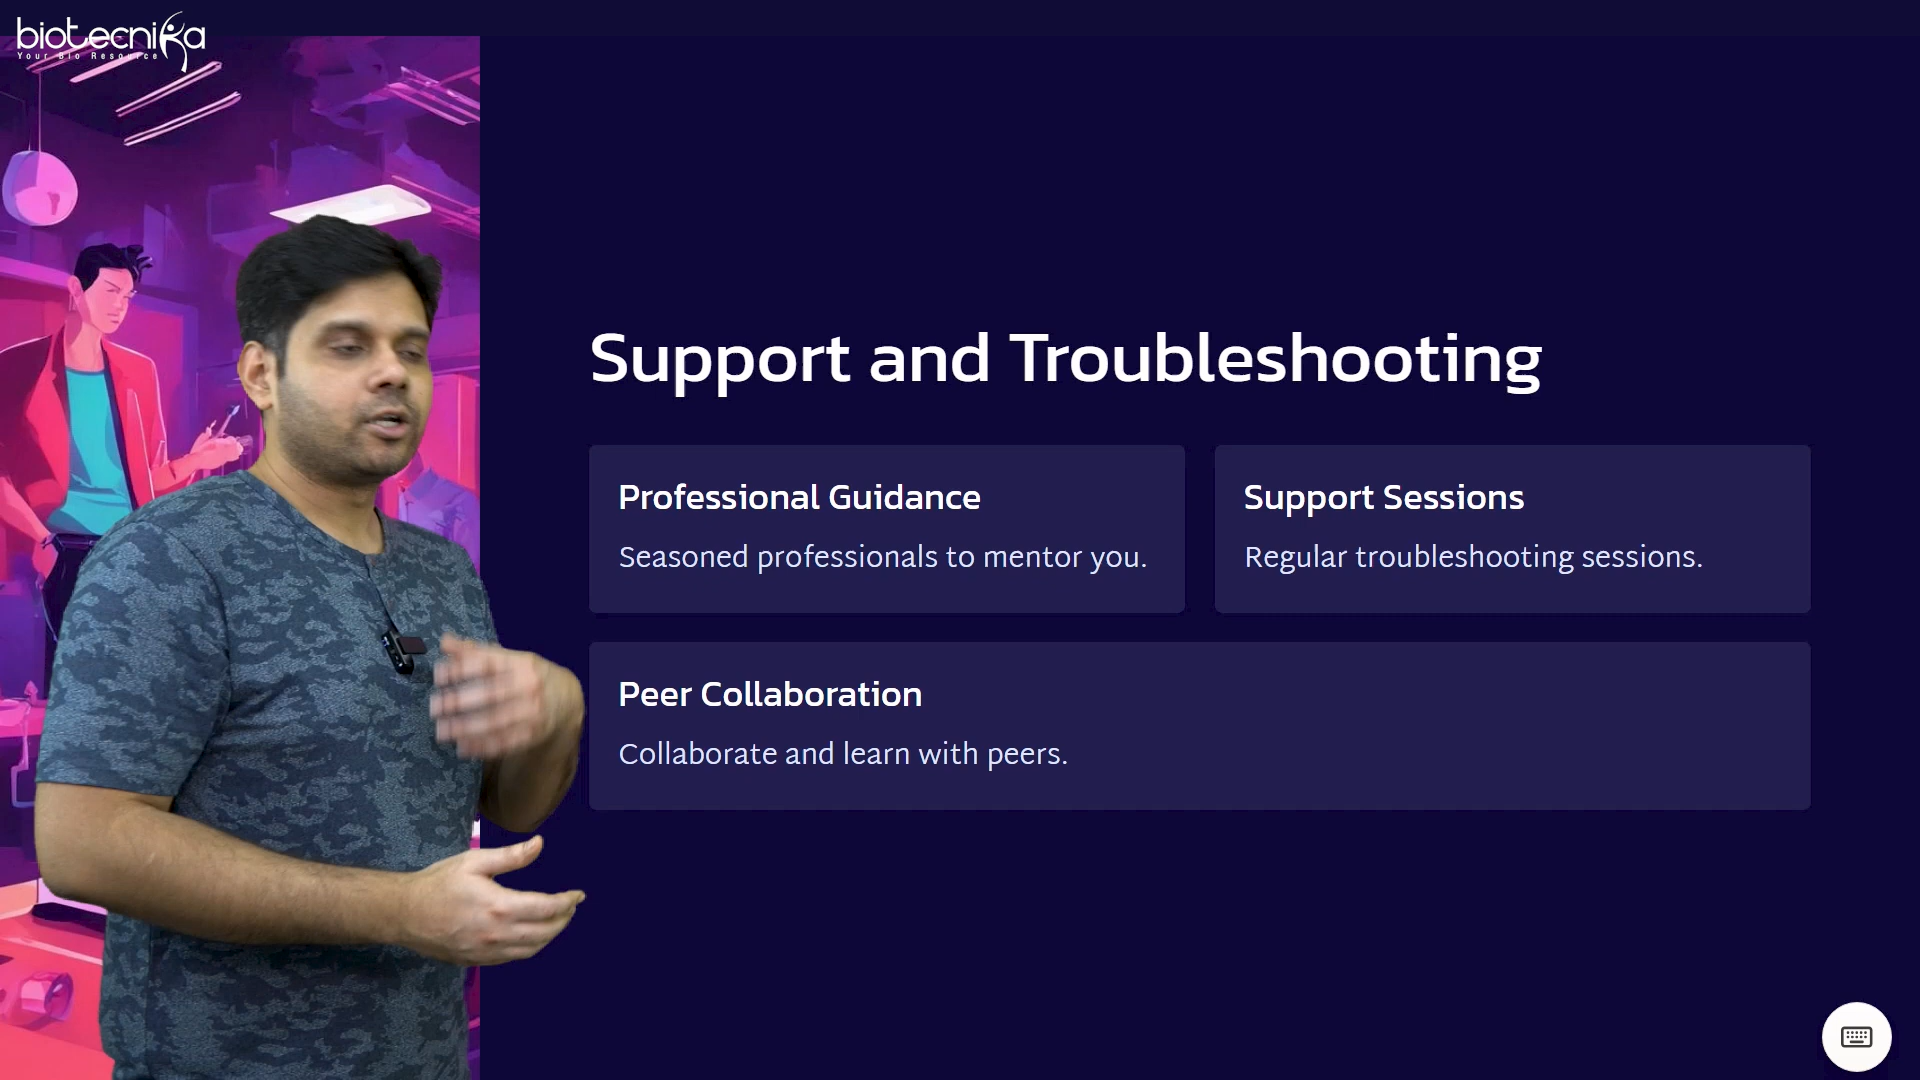 biotecnika
Your Bio Resource
Support and Troubleshooting
Professional Guidance
Seasoned professionals to mentor you.
Support Sessions
Regular troubleshooting sessions.
Peer Collaboration
Collaborate and learn with peers.